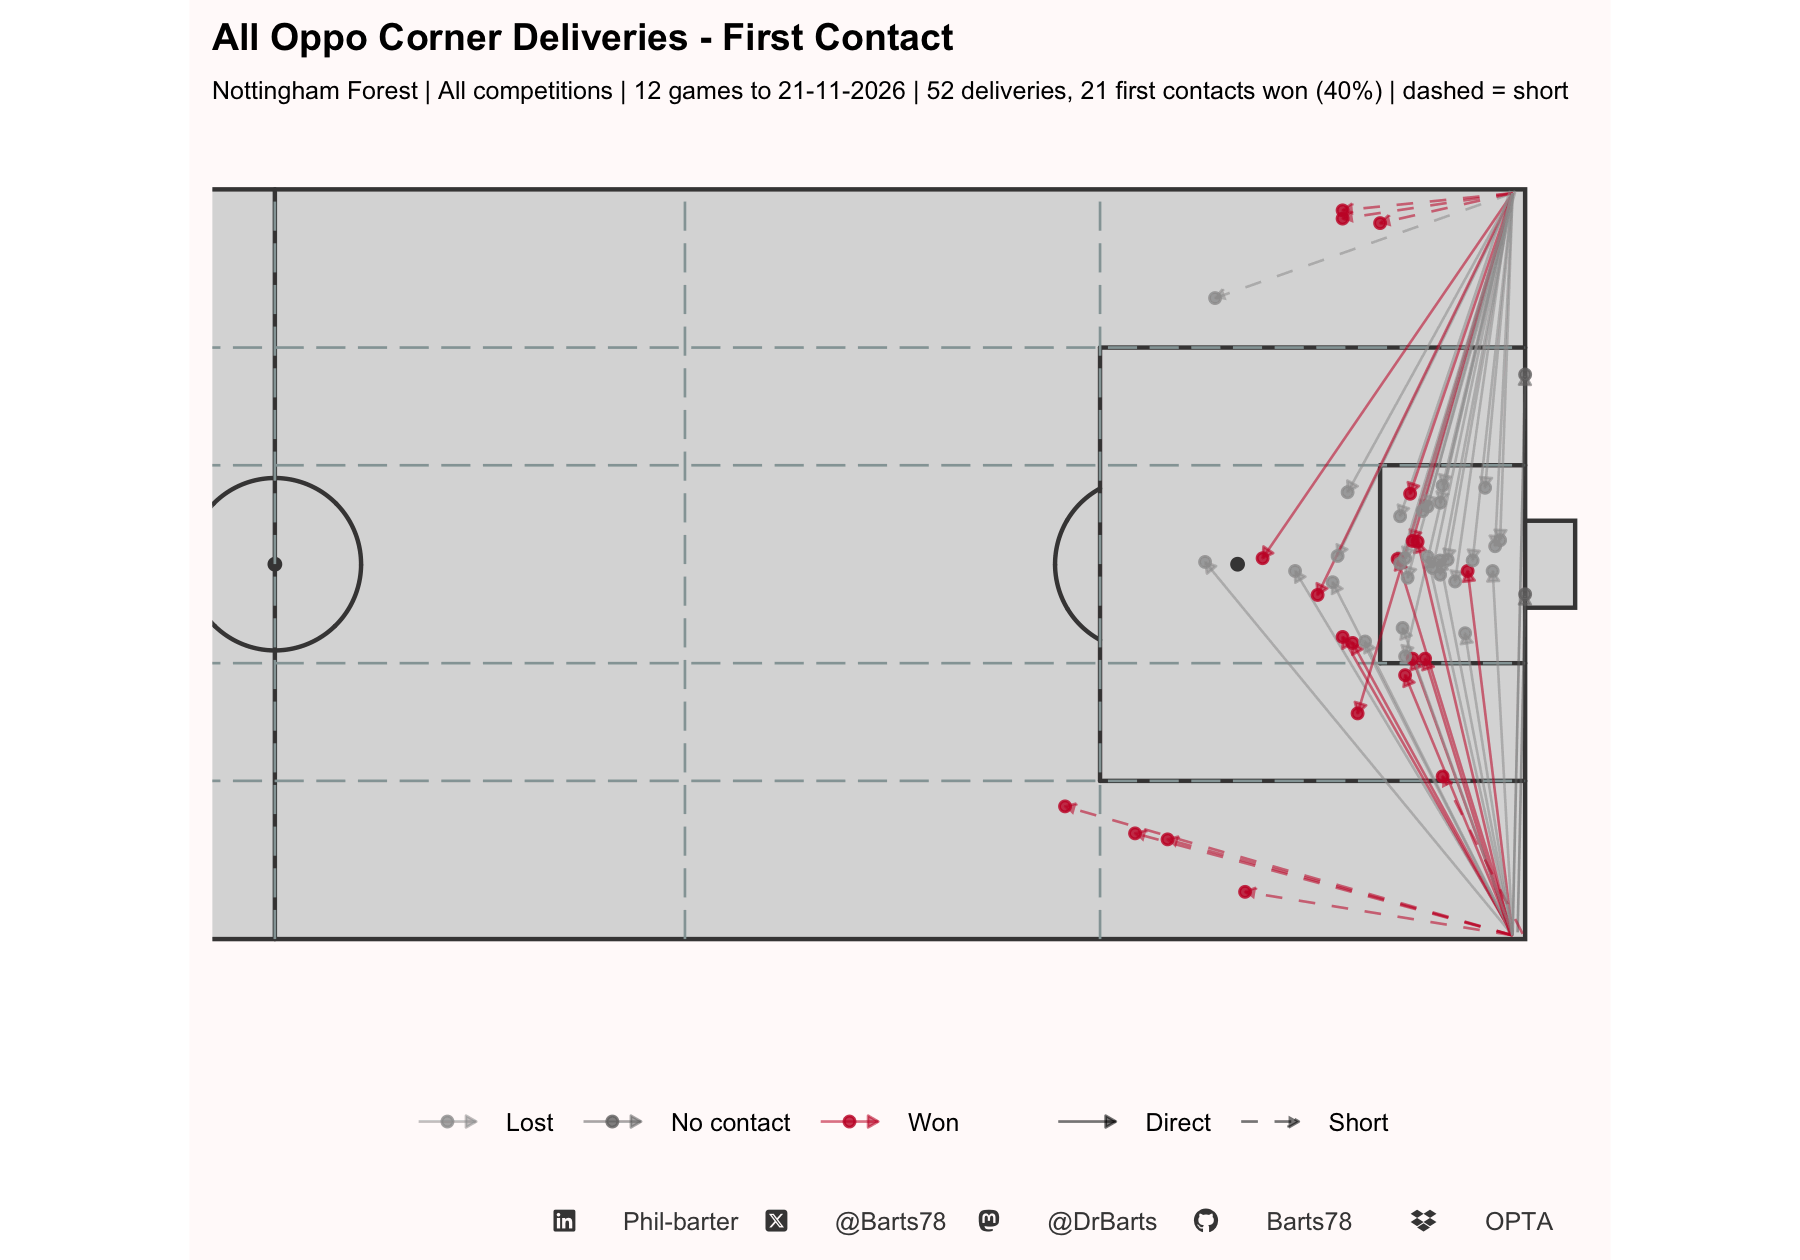 All Oppo Corner Deliveries - First Contact
Nottingham Forest | All competitions | 12 games to 21-11-2026 | 52 deliveries, 21 first contacts won (40%) | dashed = short
Lost No contact Won Direct Short
Phil-barter @Barts78 @DrBarts Barts78 OPTA